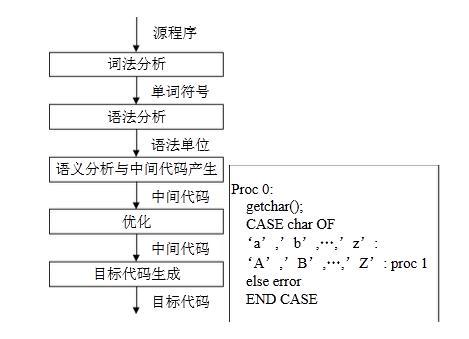 源程序
词法分析
单词符号
语法分析
语法单位
语义分析与中间代码产生
中间代码
优化
中间代码
目标代码生成
目标代码
Proc 0:
getchar();
CASE char OF
‘a’ ,’ b’ ,…,’ z’ :
‘A’ ,’ B’ ,…,’ Z’ : proc 1
else error
END CASE